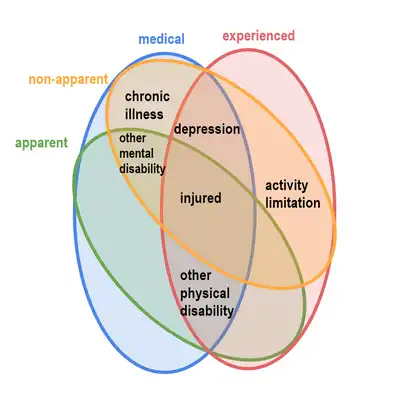 experienced
medical
non-apparent
chronic
illness
depression
other
mental
disability
apparent
activity
limitation
injured
other
physical
disability